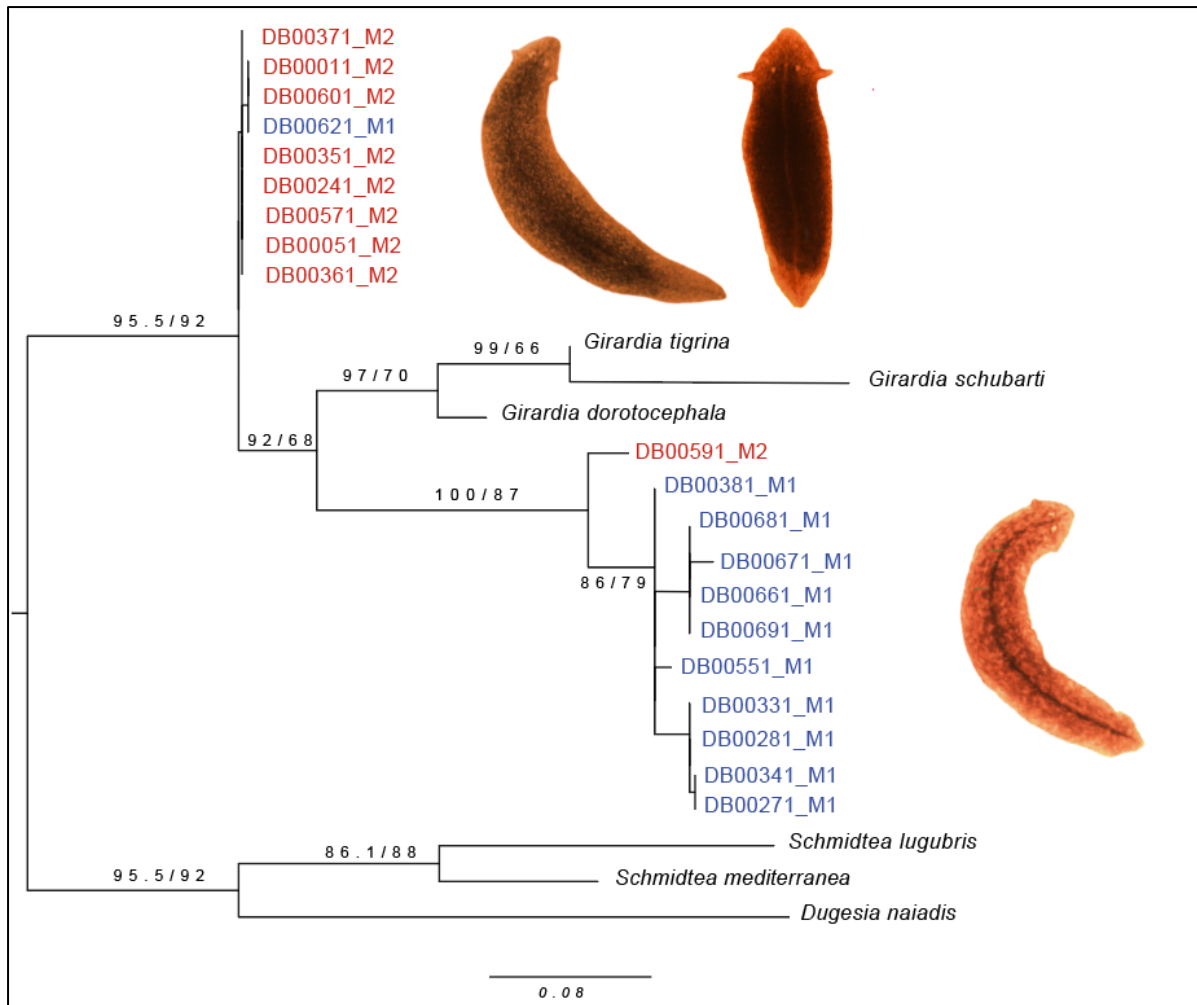 DB00371_M2
DB00011_M2
DB00601_M2
DB00621_M1
DB00351_M2
DB00241_M2
DB00571_M2
DB00051_M2
DB00361_M2
95.5/92
99/66
Girardia tigrina
97/70
Girardia schubarti
Girardia dorotocephala
92/68
DB00591_M2
DB00381_M1
100/87
DB00681_M1
DB00671_M1
86/79
DB00661_M1
DB00691_M1
DB00551_M1
DB00331_M1
DB00281_M1
DB00341_M1
DB00271_M1
Schmidtea lugubris
86.1/88
95.5/92
Schmidtea mediterranea
Dugesia naiadis
0.08